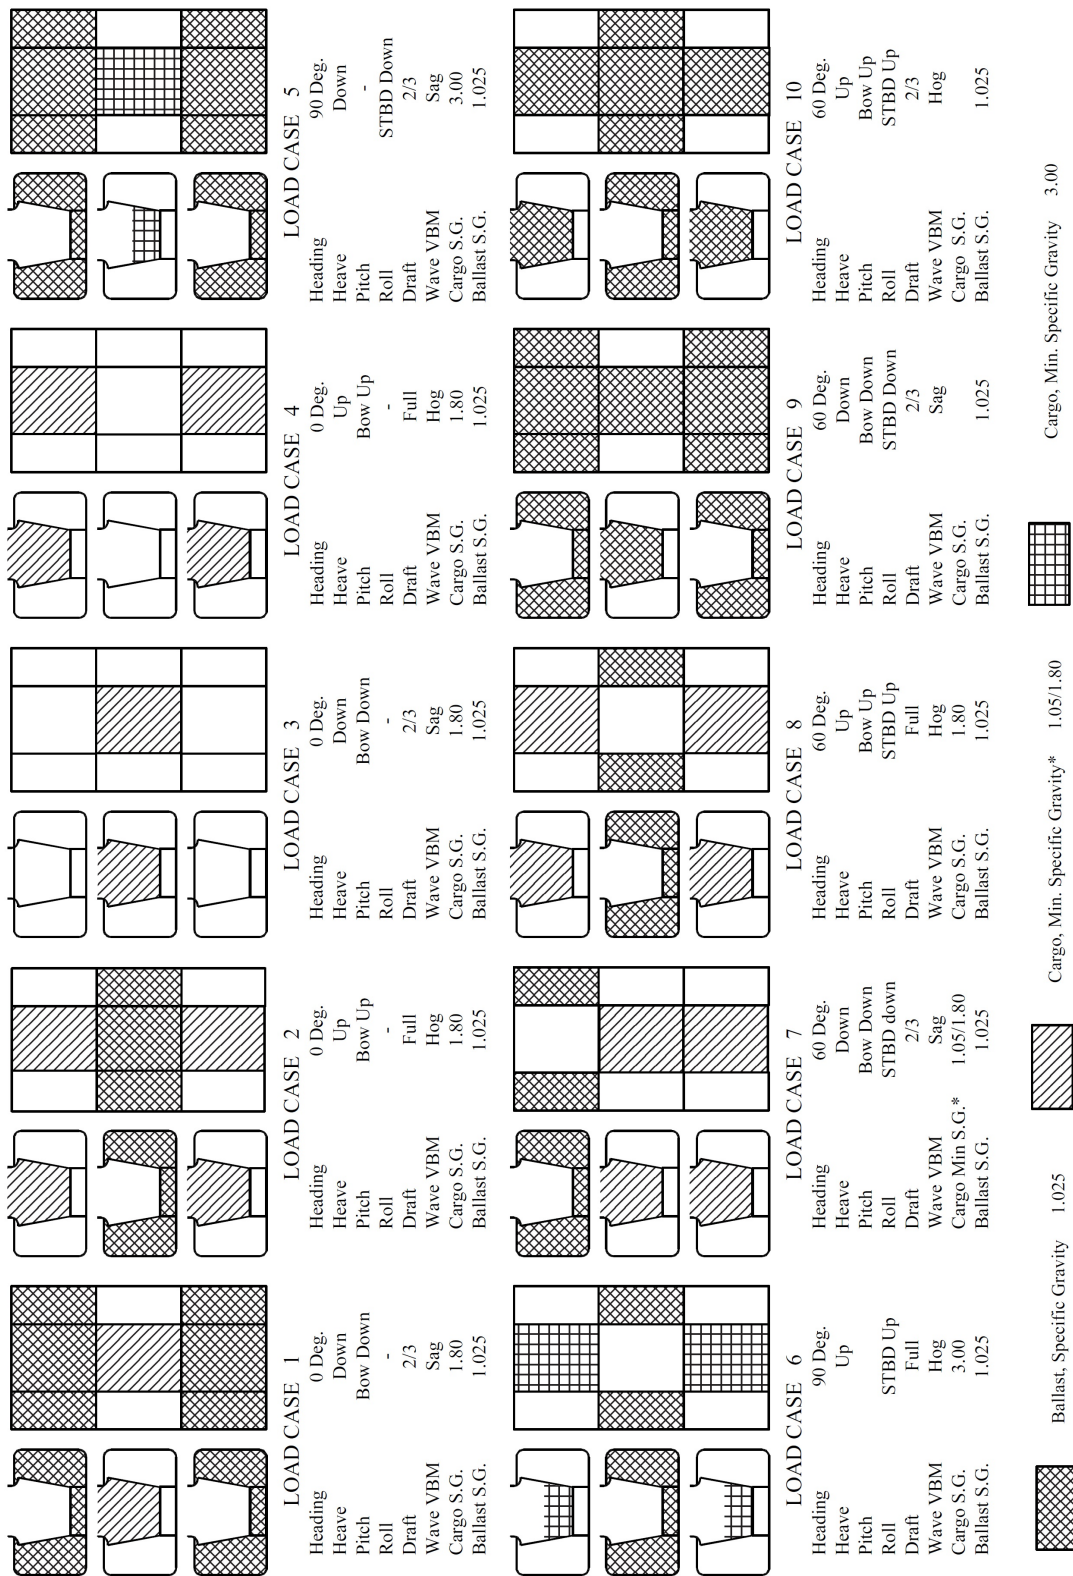 LOAD CASE 1
Heading 0 Deg.
Heave Down
Pitch Bow Down
Roll -
Draft 2/3
Wave VBM Sag
Cargo S.G. 1.80
Ballast S.G. 1.025
LOAD CASE 2
Heading 0 Deg.
Heave Up
Pitch Bow Up
Roll -
Draft Full
Wave VBM Hog
Cargo S.G. 1.80
Ballast S.G. 1.025
LOAD CASE 3
Heading 0 Deg.
Heave Down
Pitch Bow Down
Roll -
Draft 2/3
Wave VBM Sag
Cargo S.G. 1.80
Ballast S.G. 1.025
LOAD CASE 4
Heading 0 Deg.
Heave Up
Pitch Bow Up
Roll -
Draft Full
Wave VBM Hog
Cargo S.G. 1.80
Ballast S.G. 1.025
LOAD CASE 5
Heading 90 Deg.
Heave Down
Pitch -
Roll STBD Down
Draft 2/3
Wave VBM Sag
Cargo S.G. 3.00
Ballast S.G. 1.025
LOAD CASE 6
Heading 90 Deg.
Heave Up
Pitch
Roll STBD Up
Draft Full
Wave VBM Hog
Cargo S.G. 3.00
Ballast S.G. 1.025
LOAD CASE 7
Heading 60 Deg.
Heave Down
Pitch Bow Down
Roll STBD down
Draft 2/3
Wave VBM Sag
Cargo Min S.G.* 1.05/1.80
Ballast S.G. 1.025
LOAD CASE 8
Heading 60 Deg.
Heave Up
Pitch Bow Up
Roll STBD Up
Draft Full
Wave VBM Hog
Cargo S.G. 1.80
Ballast S.G. 1.025
LOAD CASE 9
Heading 60 Deg.
Heave Down
Pitch Bow Down
Roll STBD Down
Draft 2/3
Wave VBM Sag
Cargo S.G.
Ballast S.G. 1.025
LOAD CASE 10
Heading 60 Deg.
Heave Up
Pitch Bow Up
Roll STBD Up
Draft 2/3
Wave VBM Hog
Cargo S.G.
Ballast S.G. 1.025
Ballast, Specific Gravity 1.025
Cargo, Min. Specific Gravity* 1.05/1.80
Cargo, Min. Specific Gravity 3.00